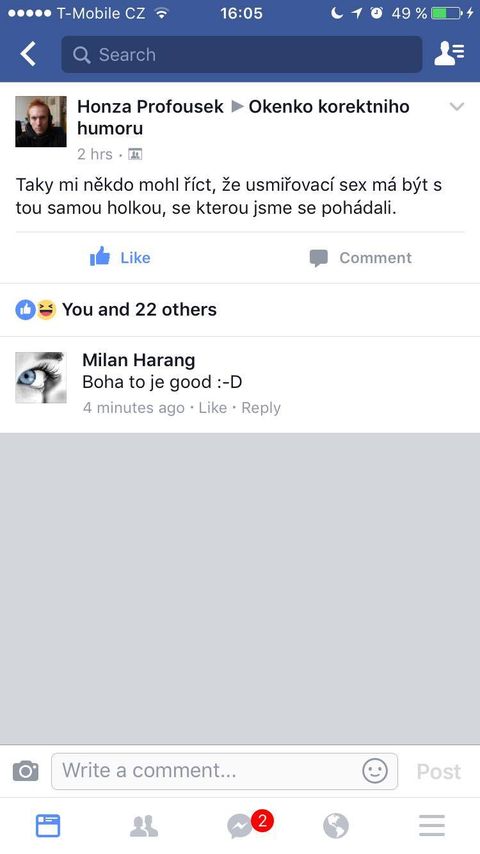 T-Mobile CZ 16:05 49 %
Search
Honza Profousek ▶ Okenko korektniho
humoru
2 hrs ·
Taky mi někdo mohl říct, že usmiřovací sex má být s
tou samou holkou, se kterou jsme se pohádali.
Like Comment
You and 22 others
Milan Harang
Boha to je good :-D
4 minutes ago · Like · Reply
Write a comment... Post
2